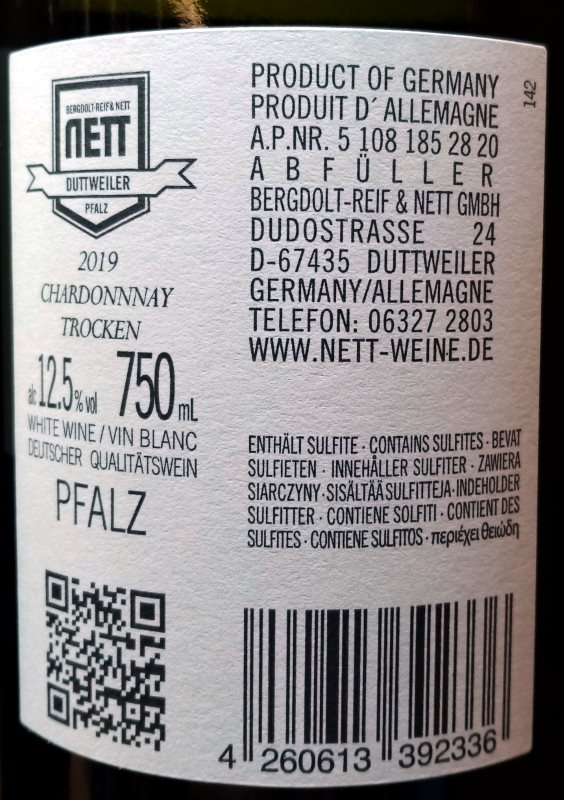 BERGDOLT-REIF & NETT
NETT
DUTTWEILER
PFALZ
2019
CHARDONNNAY
TROCKEN
alc 12.5 % vol 750 mL
WHITE WINE / VIN BLANC
DEUTSCHER QUALITÄTSWEIN
PFALZ
PRODUCT OF GERMANY
PRODUIT D´ALLEMAGNE
A.P.NR. 5 108 185 28 20
ABFÜLLER
BERGDOLT-REIF & NETT GMBH
DUDOSTRASSE 24
D-67435 DUTTWEILER
GERMANY/ALLEMAGNE
TELEFON: 06327 2803
WWW.NETT-WEINE.DE
142
ENTHÄLT SULFITE · CONTAINS SULFITES · BEVAT
SULFIETEN · INNEHÅLLER SULFITER · ZAWIERA
SIARCZYNY · SISÄLTÄÄ SULFITTEJA · INDEHOLDER
SULFITTER · CONTIENE SOLFITI · CONTIENT DES
SULFITES · CONTIENE SULFITOS · περιέχει θειώδη
4 260613 392336